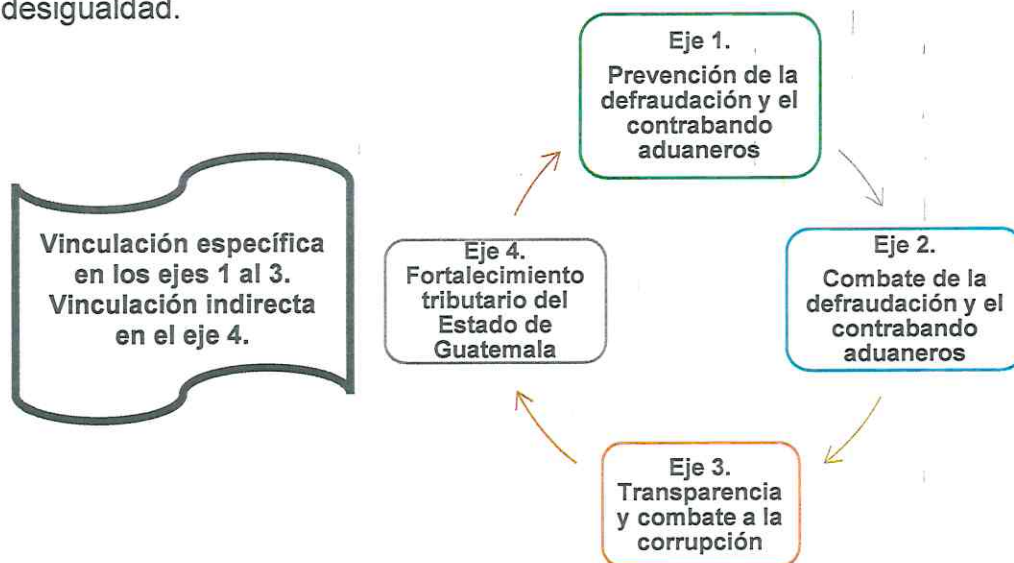 desigualdad.
Eje 1.
Prevención de la
defraudación y el
contrabando
aduaneros
Vinculación específica
en los ejes 1 al 3.
Vinculación indirecta
en el eje 4.
Eje 4.
Fortalecimiento
tributario del
Estado de
Guatemala
Eje 2.
Combate de la
defraudación y el
contrabando
aduaneros
Eje 3.
Transparencia
y combate a la
corrupción